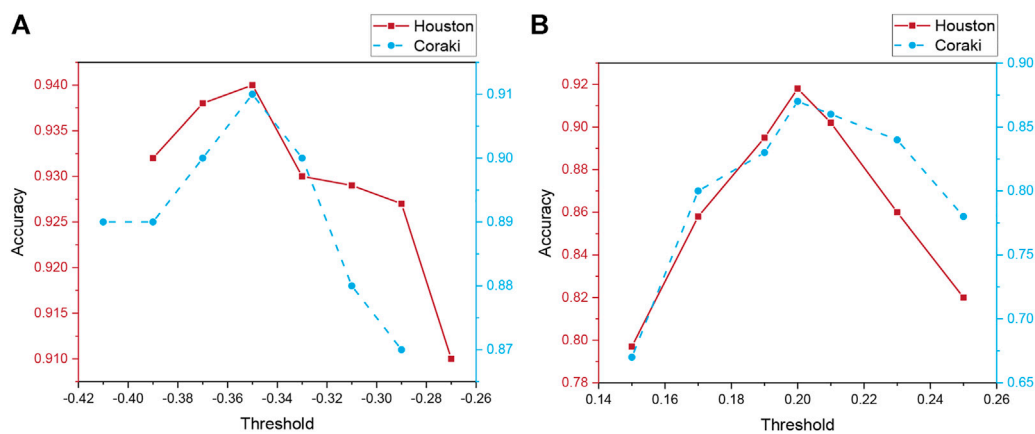 A
Houston
Coraki
0.940
0.935
0.930
0.925
0.920
0.915
0.910
Accuracy
0.91
0.90
0.89
0.88
0.87
-0.42 -0.40 -0.38 -0.36 -0.34 -0.32 -0.30 -0.28 -0.26
Threshold
B
Houston
Coraki
0.92
0.90
0.88
0.86
0.84
0.82
0.80
0.78
Accuracy
0.90
0.85
0.80
0.75
0.70
0.65
0.14 0.16 0.18 0.20 0.22 0.24 0.26
Threshold